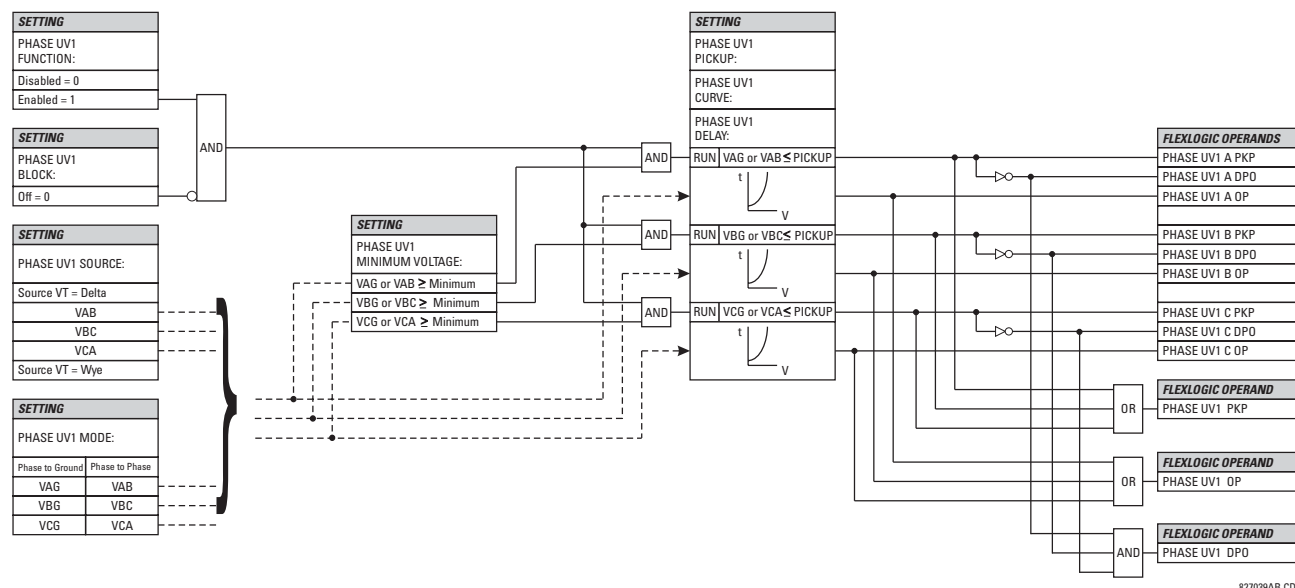 SETTING
PHASE UV1
FUNCTION:
Disabled = 0
Enabled = 1
SETTING
PHASE UV1
BLOCK:
Off = 0
AND
SETTING
PHASE UV1 SOURCE:
Source VT = Delta
VAB
VBC
VCA
Source VT = Wye
SETTING
PHASE UV1 MODE:
Phase to Ground Phase to Phase
VAG VAB
VBG VBC
VCG VCA
SETTING
PHASE UV1
MINIMUM VOLTAGE:
VAG or VAB ≥ Minimum
VBG or VBC ≥ Minimum
VCG or VCA ≥ Minimum
AND
AND
AND
SETTING
PHASE UV1
PICKUP:
PHASE UV1
CURVE:
PHASE UV1
DELAY:
RUN VAG or VAB ≤ PICKUP
t
V
RUN VBG or VBC ≤ PICKUP
t
V
RUN VCG or VCA ≤ PICKUP
t
V
FLEXLOGIC OPERANDS
PHASE UV1 A PKP
PHASE UV1 A DPO
PHASE UV1 A OP
PHASE UV1 B PKP
PHASE UV1 B DPO
PHASE UV1 B OP
PHASE UV1 C PKP
PHASE UV1 C DPO
PHASE UV1 C OP
OR
FLEXLOGIC OPERAND
PHASE UV1 PKP
OR
FLEXLOGIC OPERAND
PHASE UV1 OP
AND
FLEXLOGIC OPERAND
PHASE UV1 DPO